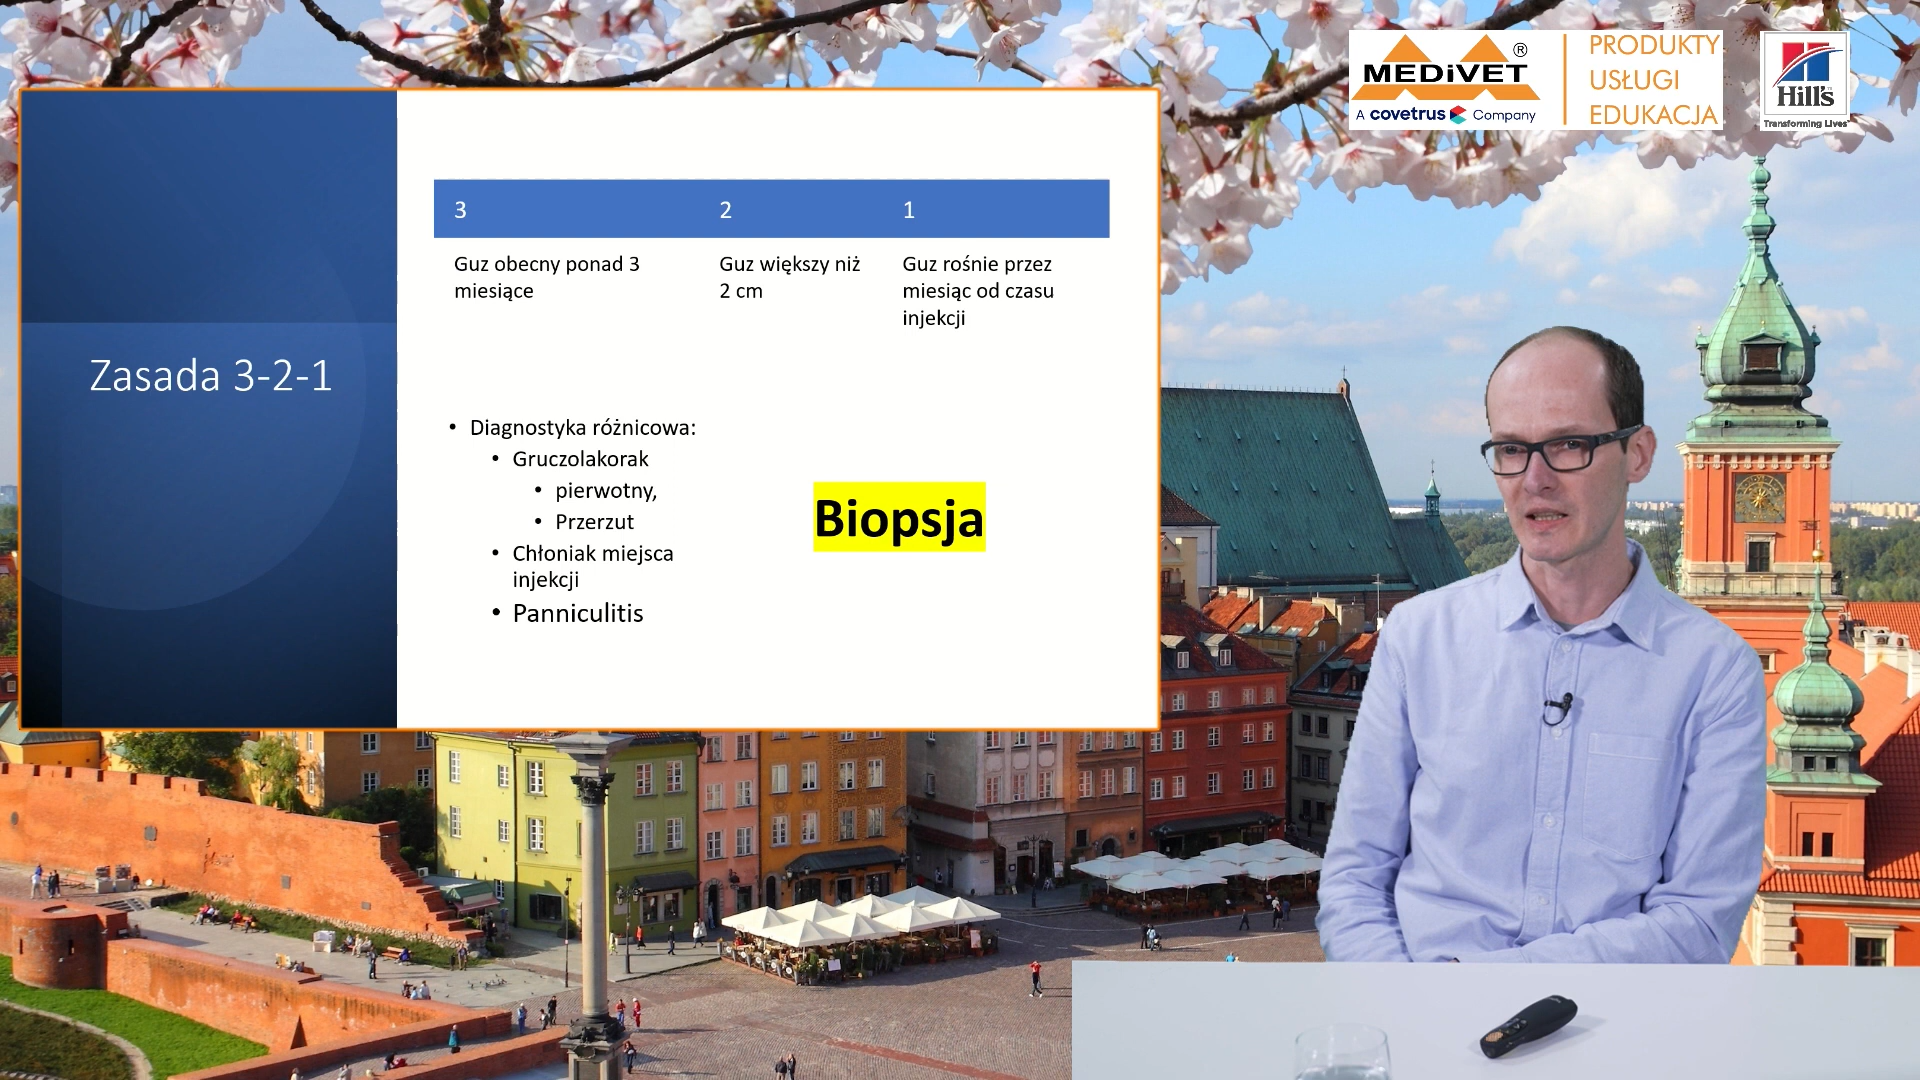 MEDiVET®
A covetrus Company
PRODUKTY
USŁUGI
EDUKACJA
Hill's
Transforming Lives
Zasada 3-2-1
3 2 1
Guz obecny ponad 3
miesiące
Guz większy niż
2 cm
Guz rośnie przez
miesiąc od czasu
injekcji
• Diagnostyka różnicowa:
• Gruczolakorak
• pierwotny,
• Przerzut
• Chłoniak miejsca
injekcji
• Panniculitis
Biopsja